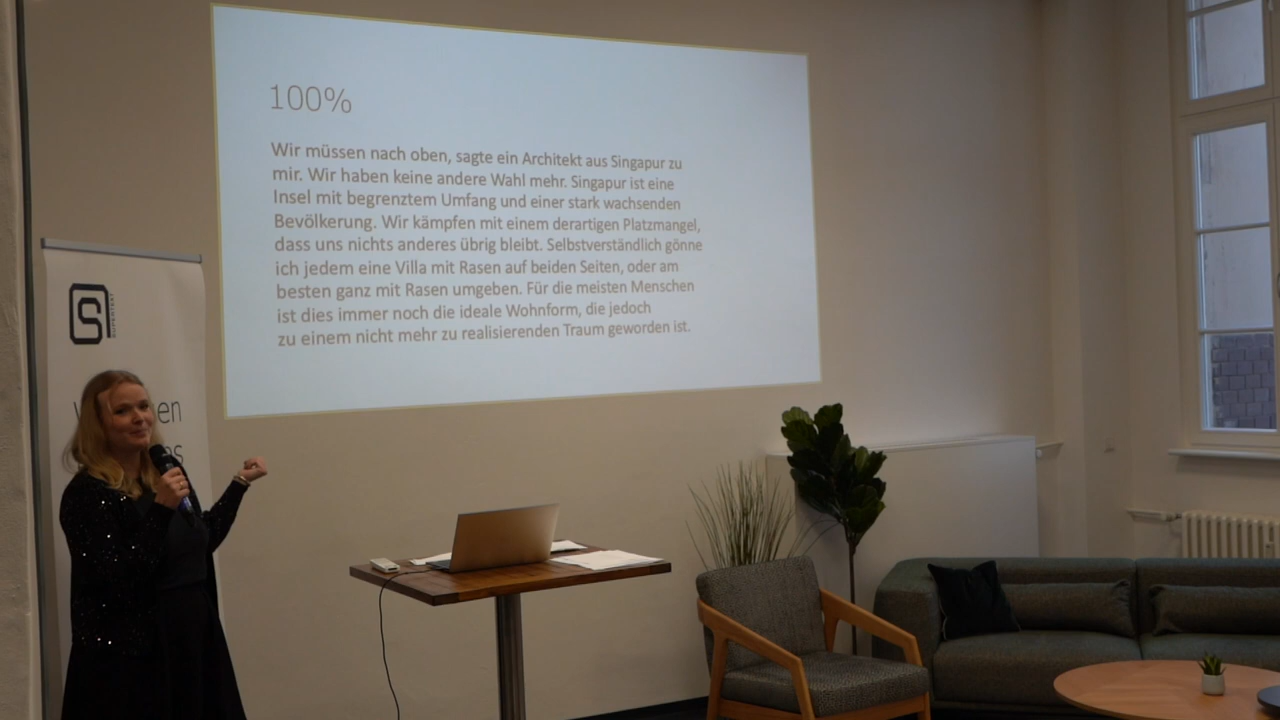 100%
Wir müssen nach oben, sagte ein Architekt aus Singapur zu
mir. Wir haben keine andere Wahl mehr. Singapur ist eine
Insel mit begrenztem Umfang und einer stark wachsenden
Bevölkerung. Wir kämpfen mit einem derartigen Platzmangel,
dass uns nichts anderes übrig bleibt. Selbstverständlich gönne
ich jedem eine Villa mit Rasen auf beiden Seiten, oder am
besten ganz mit Rasen umgeben. Für die meisten Menschen
ist dies immer noch die ideale Wohnform, die jedoch
zu einem nicht mehr zu realisierenden Traum geworden ist.
SUPERTEXT